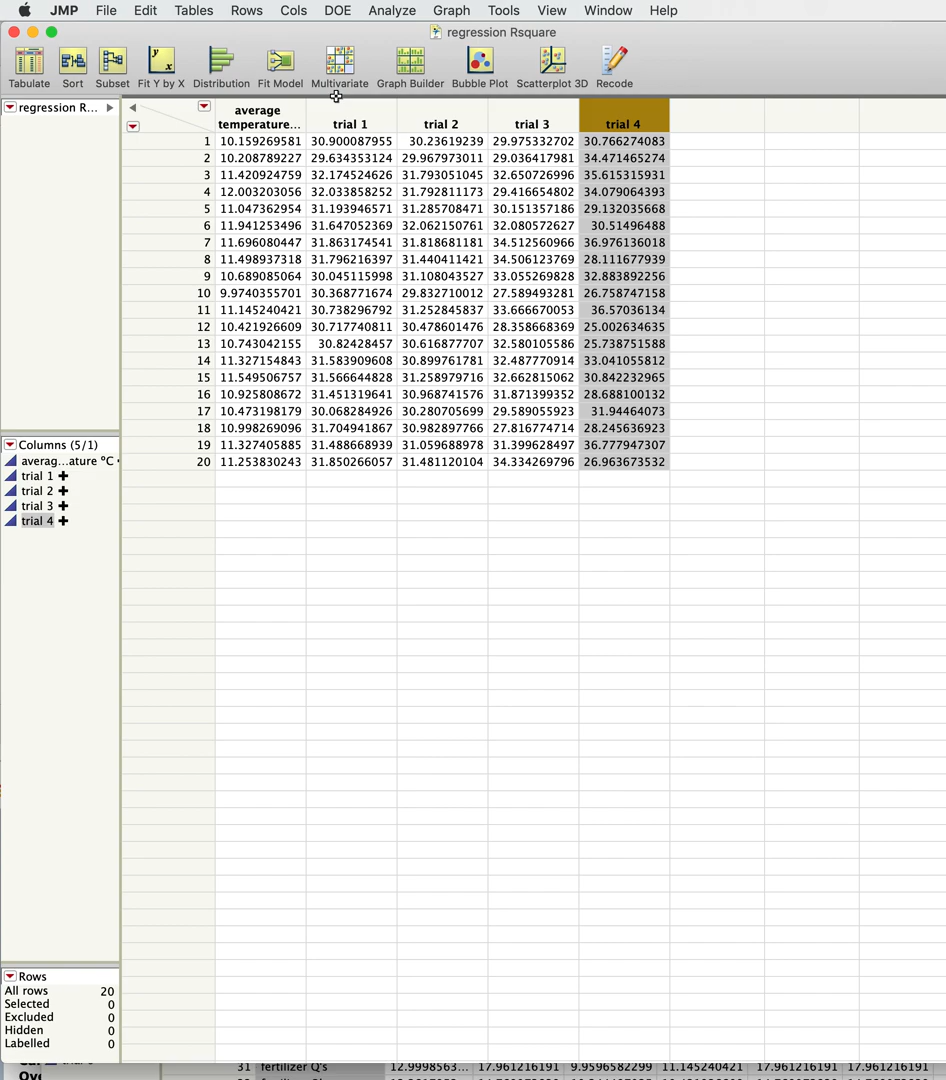 JMP File Edit Tables Rows Cols DOE Analyze Graph Tools View Window Help
regression Rsquare
Tabulate Sort Subset Fit Y by X Distribution Fit Model Multivariate Graph Builder Bubble Plot Scatterplot 3D Recode
regression R...
average temperature... trial 1 trial 2 trial 3 trial 4
1 10.159269581 30.900087955 30.23619239 29.975332702 30.766274083
2 10.208789227 29.634353124 29.967973011 29.036417981 34.471465274
3 11.420924759 32.174524626 31.793051045 32.650726996 35.615315931
4 12.003203056 32.033858252 31.792811173 29.416654802 34.079064393
5 11.047362954 31.193946571 31.285708471 30.151357186 29.132035668
6 11.941253496 31.647052369 32.062150761 32.080572627 30.51496488
7 11.696080447 31.863174541 31.818681181 34.512560966 36.976136018
8 11.498937318 31.796216397 31.440411421 34.506123769 28.111677939
9 10.689085064 30.045115998 31.108043527 33.055269828 32.883892256
10 9.9740355701 30.368771674 29.832710012 27.589493281 26.758747158
11 11.145240421 30.738296792 31.252845837 33.666670053 36.57036134
12 10.421926609 30.717740811 30.478601476 28.358668369 25.002634635
13 10.743042155 30.82428457 30.616877707 32.580105586 25.738751588
14 11.327154843 31.583909608 30.899761781 32.487770914 33.041055812
15 11.549506757 31.566644828 31.258979716 32.662815062 30.842232965
16 10.925808672 31.451319641 30.968741576 31.871399352 28.688100132
17 10.473198179 30.068284926 30.280705699 29.589055923 31.94464073
18 10.998269096 31.704941867 30.982897766 27.816774714 28.245636923
19 11.327405885 31.488668939 31.059688978 31.399628497 36.777947307
20 11.253830243 31.850266057 31.481120104 34.334269796 26.963673532
Columns (5/1)
averag...ature ºC
trial 1
trial 2
trial 3
trial 4
Rows
All rows 20
Selected 0
Excluded 0
Hidden 0
Labelled 0
31 fertilizer Q's 12.9998563... 17.961216191 9.9596582299 11.145240421 17.961216191 17.961216191